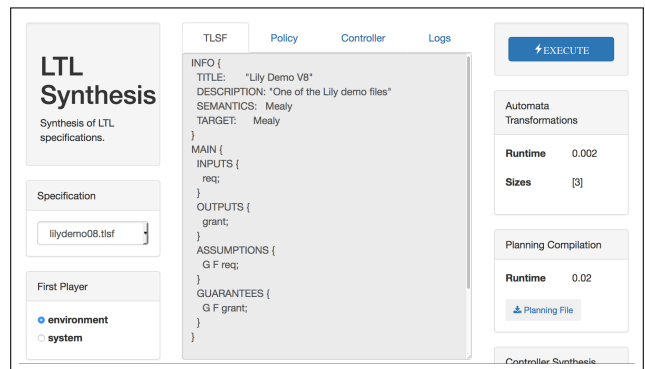 LTL
Synthesis
Synthesis of LTL
specifications.
Specification
lilydemo08.tlsf
First Player
environment
system
TLSF Policy Controller Logs
INFO {
TITLE: "Lily Demo V8"
DESCRIPTION: "One of the Lily demo files"
SEMANTICS: Mealy
TARGET: Mealy
}
MAIN {
INPUTS {
req;
}
OUTPUTS {
grant;
}
ASSUMPTIONS {
G F req;
}
GUARANTEES {
G F grant;
}
}
EXECUTE
Automata
Transformations
Runtime 0.002
Sizes [3]
Planning Compilation
Runtime 0.02
Planning File
Controller Synthesis